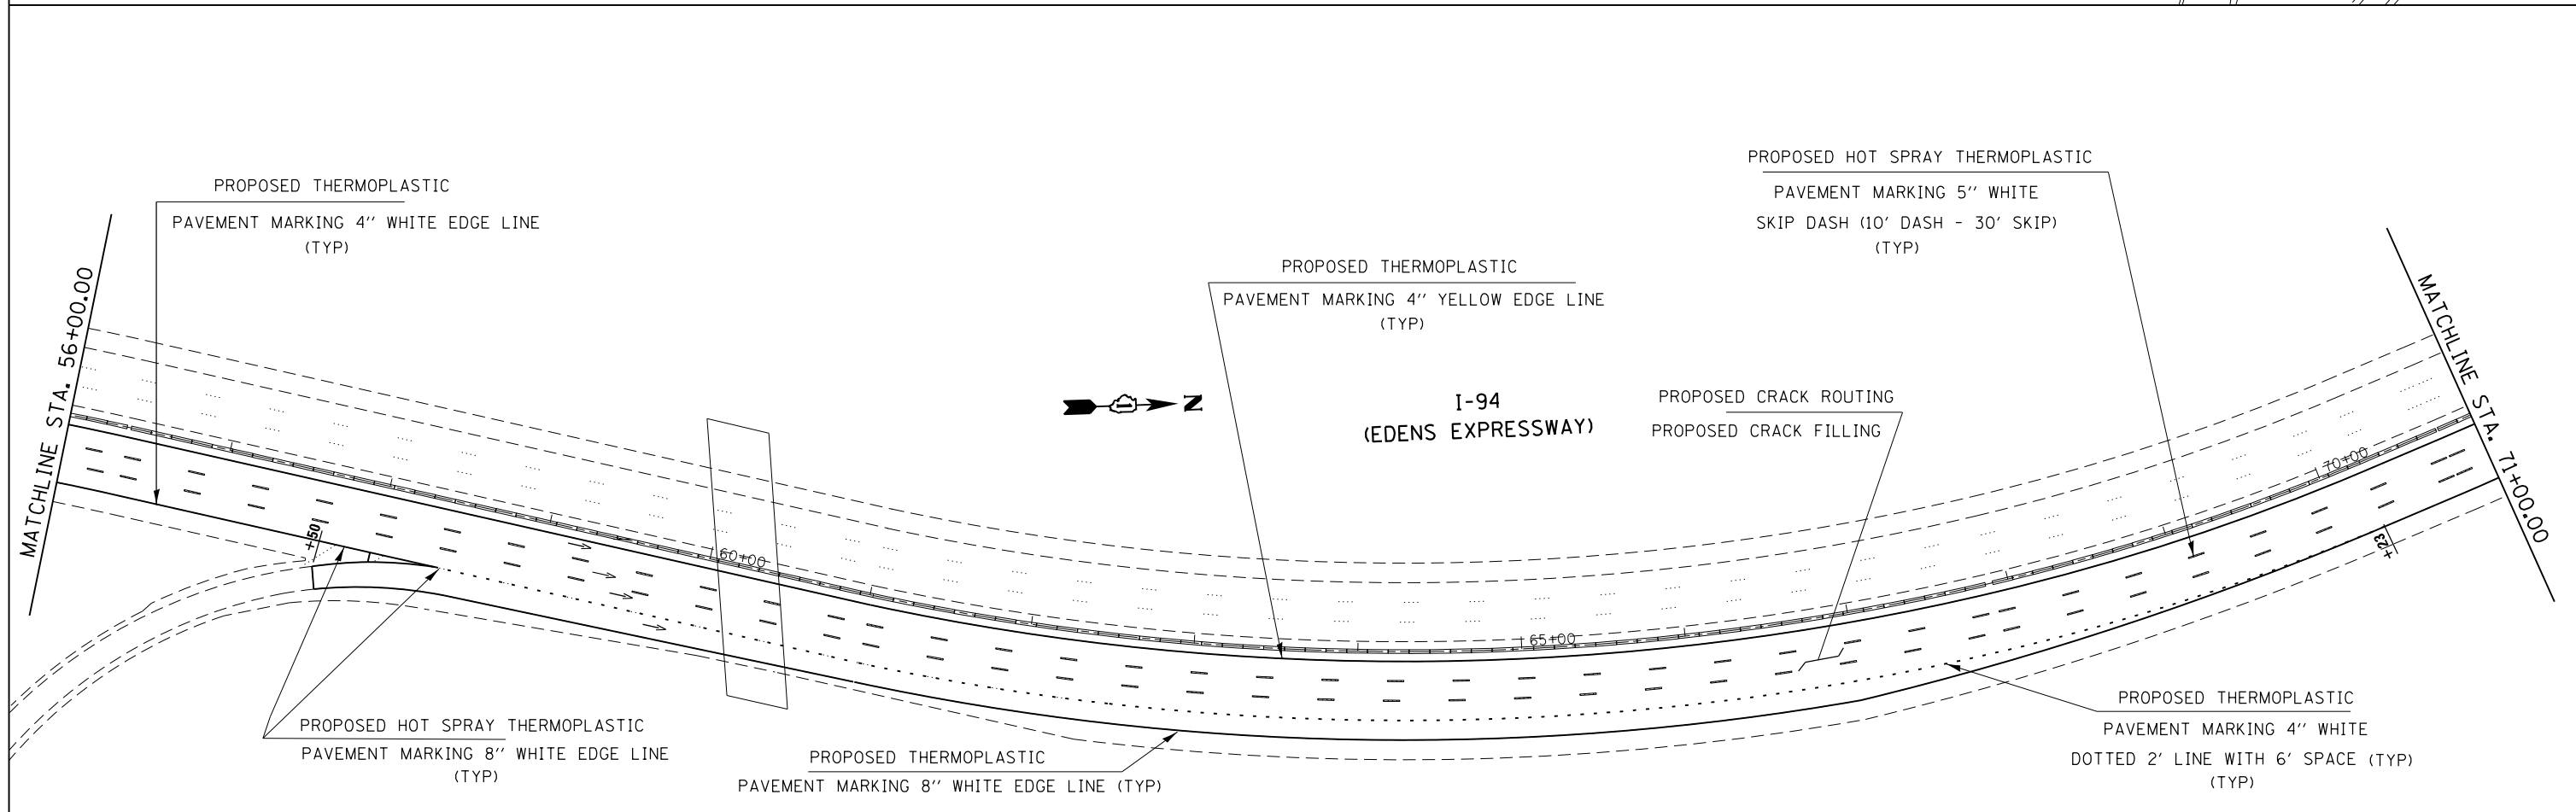 PROPOSED THERMOPLASTIC
PAVEMENT MARKING 4'' WHITE EDGE LINE
(TYP)
PROPOSED HOT SPRAY THERMOPLASTIC
PAVEMENT MARKING 5'' WHITE
SKIP DASH (10' DASH - 30' SKIP)
(TYP)
PROPOSED THERMOPLASTIC
PAVEMENT MARKING 4'' YELLOW EDGE LINE
(TYP)
MATCHLINE STA. 56+00.00
N
I-94
(EDENS EXPRESSWAY)
PROPOSED CRACK ROUTING
PROPOSED CRACK FILLING
MATCHLINE STA. 71+00.00
70+00
+50
60+00
65+00
+23
PROPOSED HOT SPRAY THERMOPLASTIC
PAVEMENT MARKING 8'' WHITE EDGE LINE
(TYP)
PROPOSED THERMOPLASTIC
PAVEMENT MARKING 8'' WHITE EDGE LINE (TYP)
PROPOSED THERMOPLASTIC
PAVEMENT MARKING 4'' WHITE
DOTTED 2' LINE WITH 6' SPACE (TYP)
(TYP)